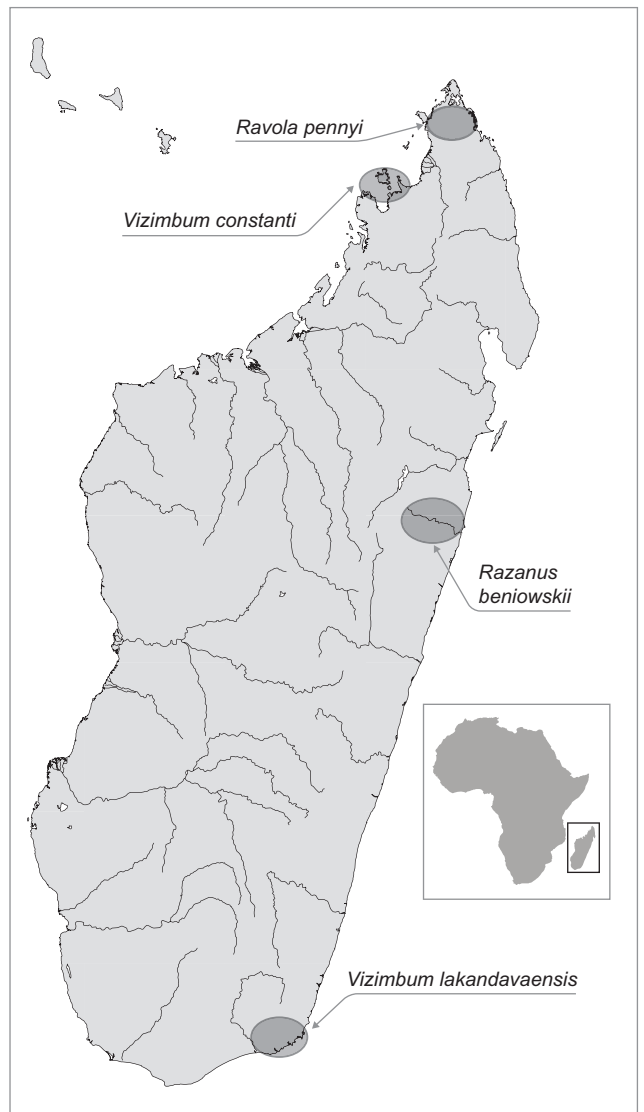 Ravola pennyi
Vizimbum constanti
Razanus
beniowskii
Vizimbum lakandavaensis